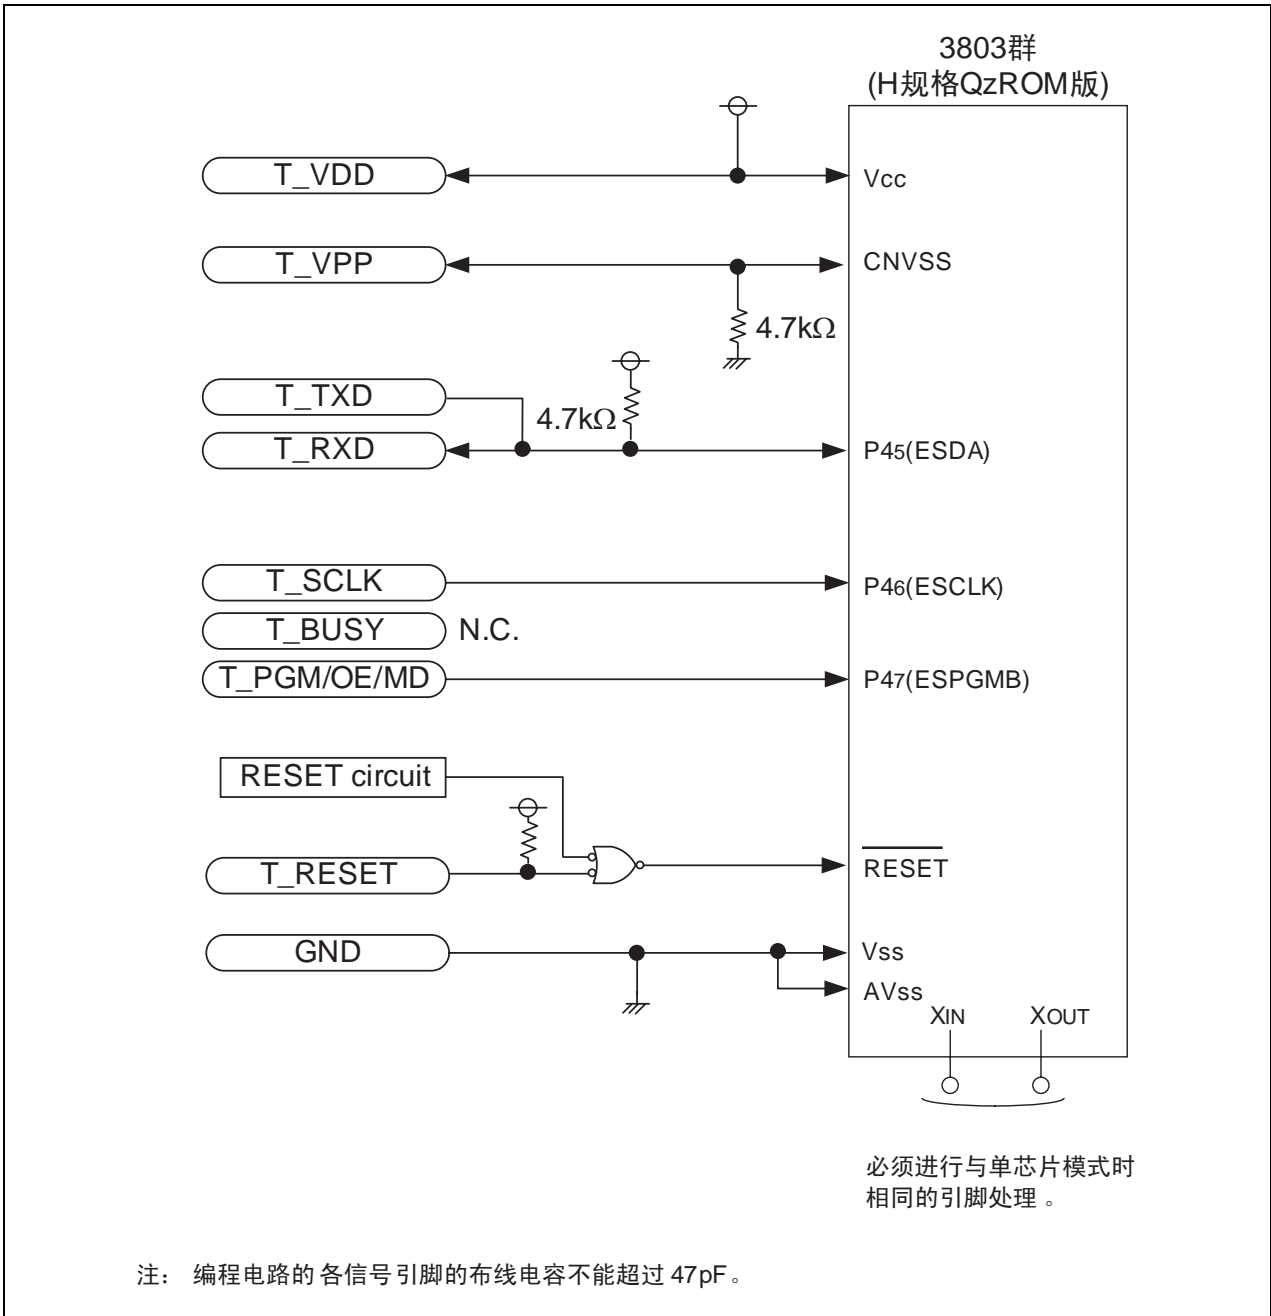 3803群
(H规格QzROM版)
T_VDD
Vcc
T_VPP
CNVSS
4.7kΩ
T_TXD
4.7kΩ
T_RXD
P45(ESDA)
T_SCLK
P46(ESCLK)
T_BUSY N.C.
T_PGM/OE/MD
P47(ESPGMB)
RESET circuit
T_RESET
RESET
GND
Vss
AVss
XIN XOUT
必须进行与单芯片模式时
相同的引脚处理。
注： 编程电路的各信号引脚的布线电容不能超过 47pF。